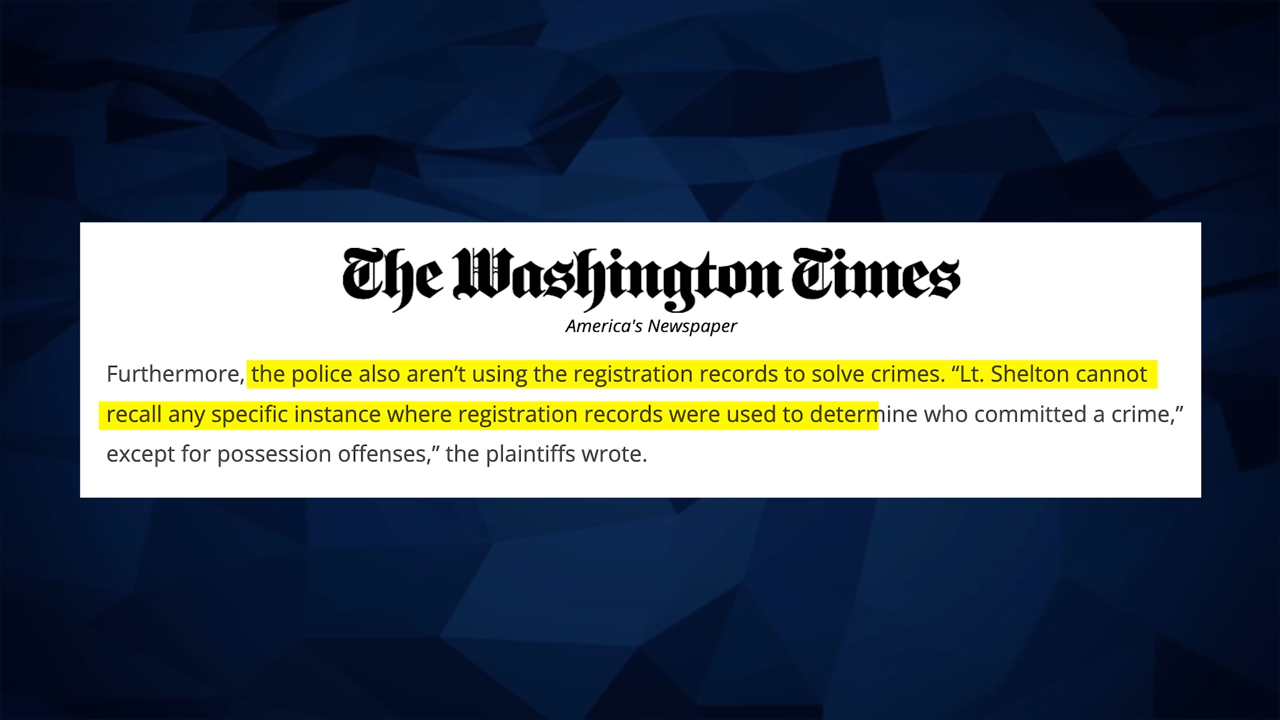 The Washington Times
America's Newspaper
Furthermore, the police also aren’t using the registration records to solve crimes. “Lt. Shelton cannot
recall any specific instance where registration records were used to determine who committed a crime,”
except for possession offenses,” the plaintiffs wrote.